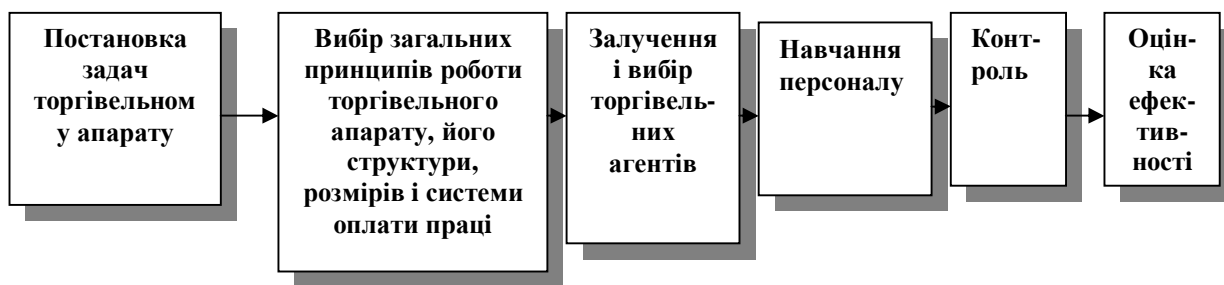 Постановка
задач
торгівельном
у апарату
Вибір загальних
принципів роботи
торгівельного
апарату, його
структури,
розмірів і системи
оплати праці
Залучення
і вибір
торгівель-
них
агентів
Навчання
персоналу
Конт-
роль
Оцін-
ка
ефек-
тив-
ності